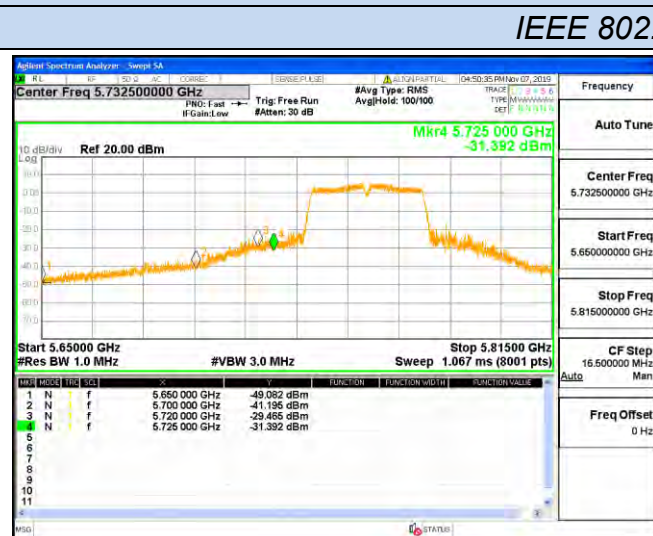 IEEE 802.
Agilent Spectrum Analyzer - Swept SA
RL RF 50 Ω AC CORREC SENSE:PULSE ALIGN PARTIAL 04:50:35 PM Nov 07, 2019
Center Freq 5.732500000 GHz
#Avg Type: RMS
TRACE 1 2 3 4 5 6
PNO: Fast Trig: Free Run Avg|Hold: 100/100
TYPE
IFGain:Low #Atten: 30 dB
DET
Mkr4 5.725 000 GHz
-31.392 dBm
10 dB/div Ref 20.00 dBm
Log
1
2
3
4
Start 5.65000 GHz Stop 5.81500 GHz
#Res BW 1.0 MHz #VBW 3.0 MHz Sweep 1.067 ms (8001 pts)
MKR MODE TRC SCL X Y FUNCTION FUNCTION WIDTH FUNCTION VALUE
1 N f 5.650 000 GHz -49.082 dBm
2 N f 5.700 000 GHz -41.195 dBm
3 N f 5.720 000 GHz -29.465 dBm
4 N f 5.725 000 GHz -31.392 dBm
5
6
7
8
9
10
11
MSG STATUS
Frequency
Auto Tune
Center Freq
5.732500000 GHz
Start Freq
5.650000000 GHz
Stop Freq
5.815000000 GHz
CF Step
16.500000 MHz
Auto Man
Freq Offset
0 Hz